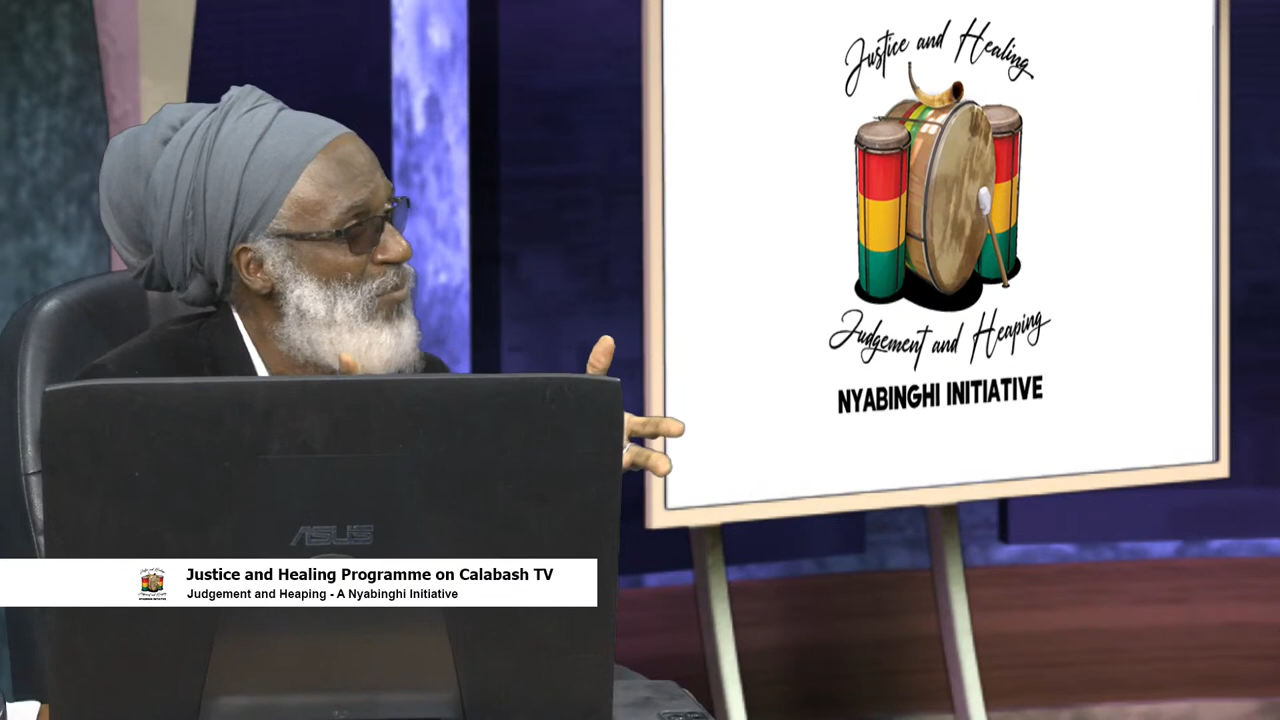 Justice and Healing
Judgement and Heaping
NYABINGHI INITIATIVE
ASUS
Justice and Healing Programme on Calabash TV
Judgement and Heaping - A Nyabinghi Initiative